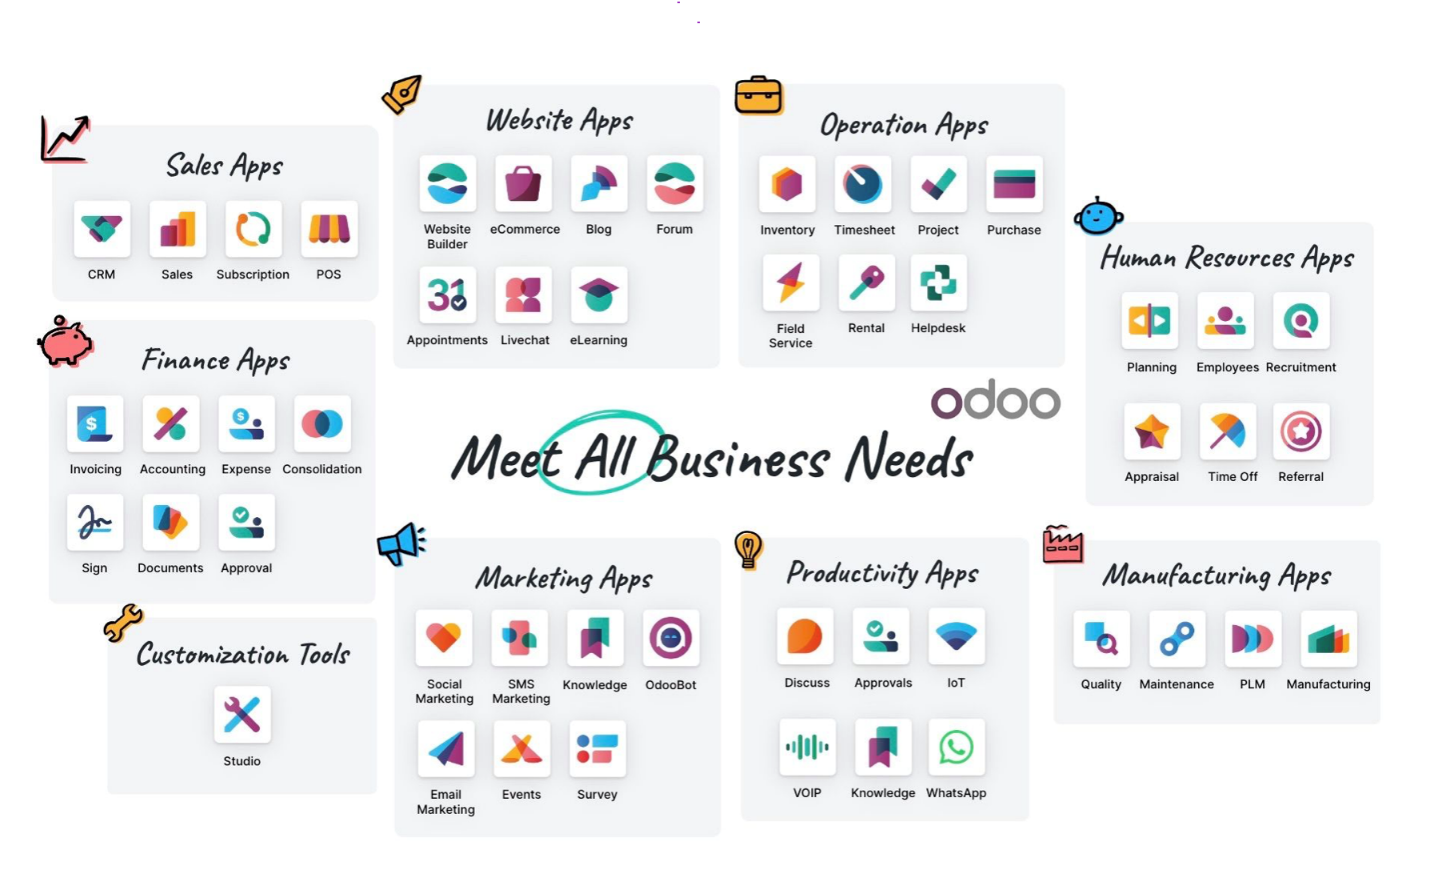 Sales Apps
CRM
Sales
Subscription
POS
Finance Apps
Invoicing
Accounting
Expense
Consolidation
Sign
Documents
Approval
Customization Tools
Studio
Website Apps
Website
Builder
eCommerce
Blog
Forum
31
Appointments
Livechat
eLearning
Operation Apps
Inventory
Timesheet
Project
Purchase
Field
Service
Rental
Helpdesk
odoo
Meet All Business Needs
Human Resources Apps
Planning
Employees
Recruitment
Appraisal
Time Off
Referral
Marketing Apps
Social
Marketing
SMS
Marketing
Knowledge
OdooBot
Email
Marketing
Events
Survey
Productivity Apps
Discuss
Approvals
IoT
VOIP
Knowledge
WhatsApp
Manufacturing Apps
Quality
Maintenance
PLM
Manufacturing